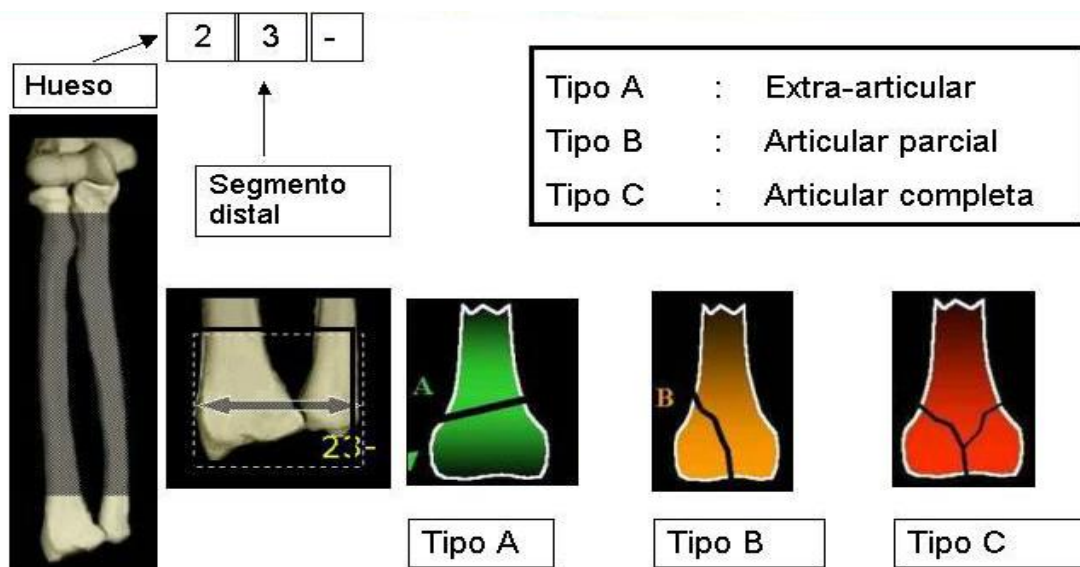 2 3 -
Hueso
Segmento
distal
Tipo A : Extra-articular
Tipo B : Articular parcial
Tipo C : Articular completa
23-
A
B
Tipo A
Tipo B
Tipo C